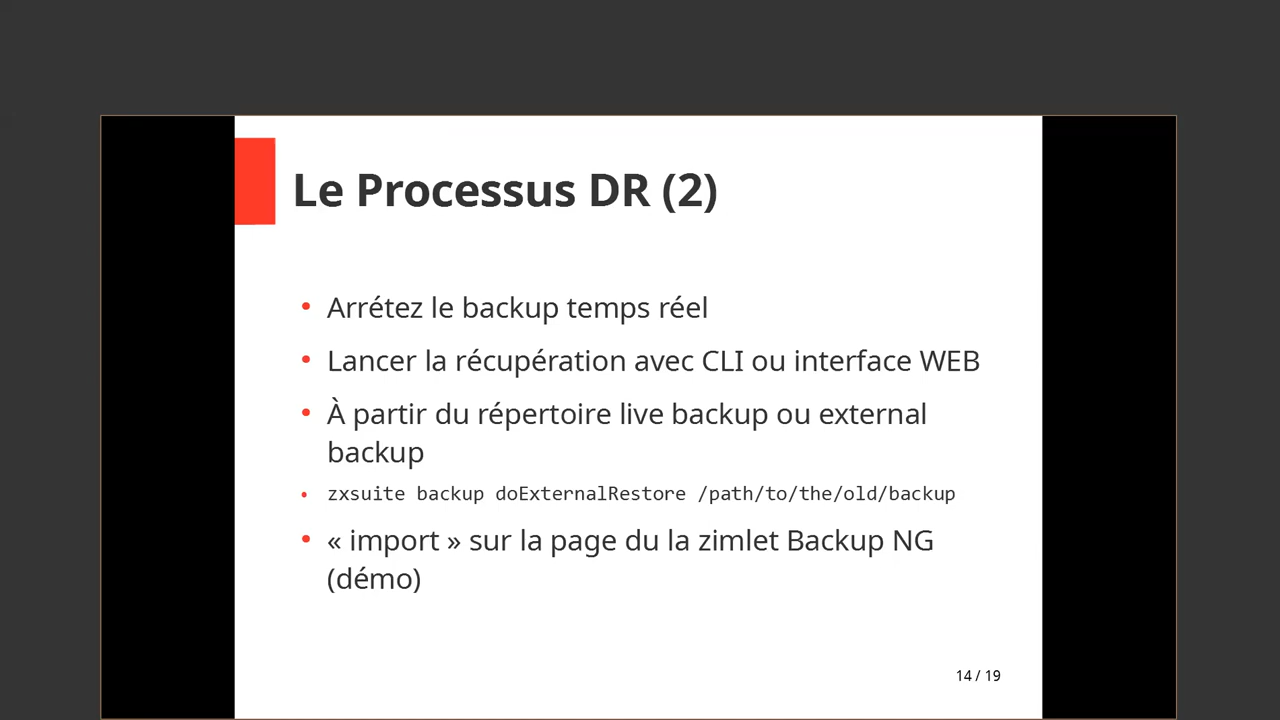 Le Processus DR (2)
• Arrétez le backup temps réel
• Lancer la récupération avec CLI ou interface WEB
• À partir du répertoire live backup ou external
backup
• zxsuite backup doExternalRestore /path/to/the/old/backup
• « import » sur la page du la zimlet Backup NG
(démo)
14 / 19